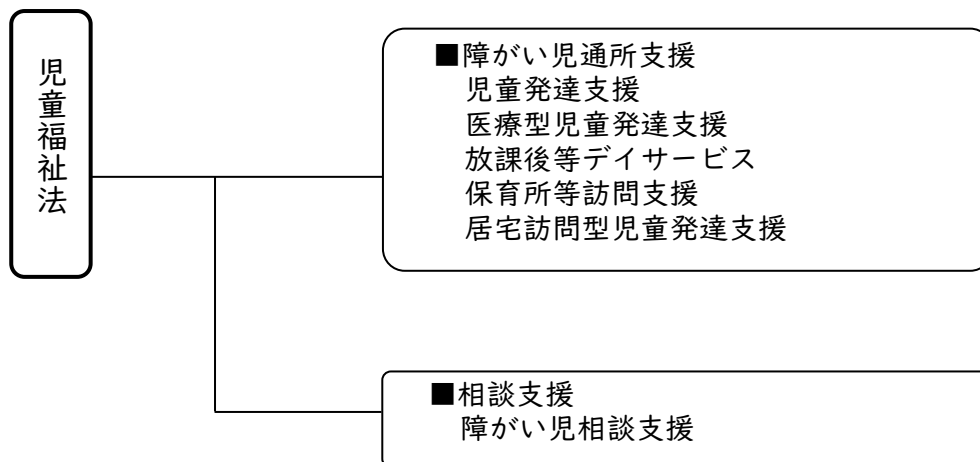 児童福祉法
■障がい児通所支援
児童発達支援
医療型児童発達支援
放課後等デイサービス
保育所等訪問支援
居宅訪問型児童発達支援
■相談支援
障がい児相談支援